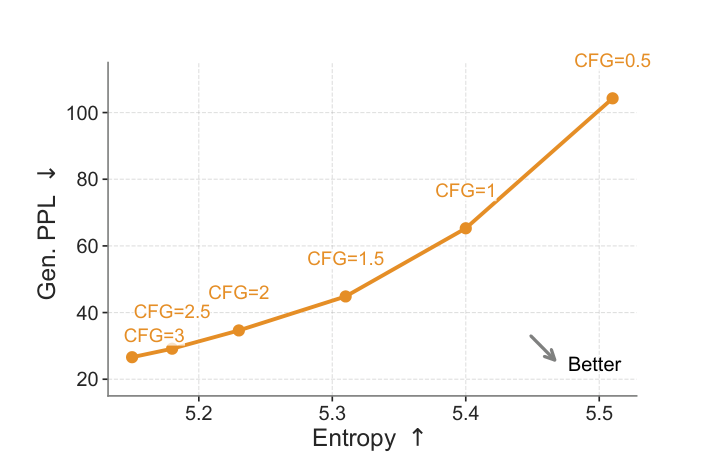 CFG=0.5
100
CFG=1
80
CFG=1.5
60
CFG=2
CFG=2.5
40
CFG=3
20
Better
5.2
5.3
5.4
5.5
Entropy ↑
Gen. PPL ↓